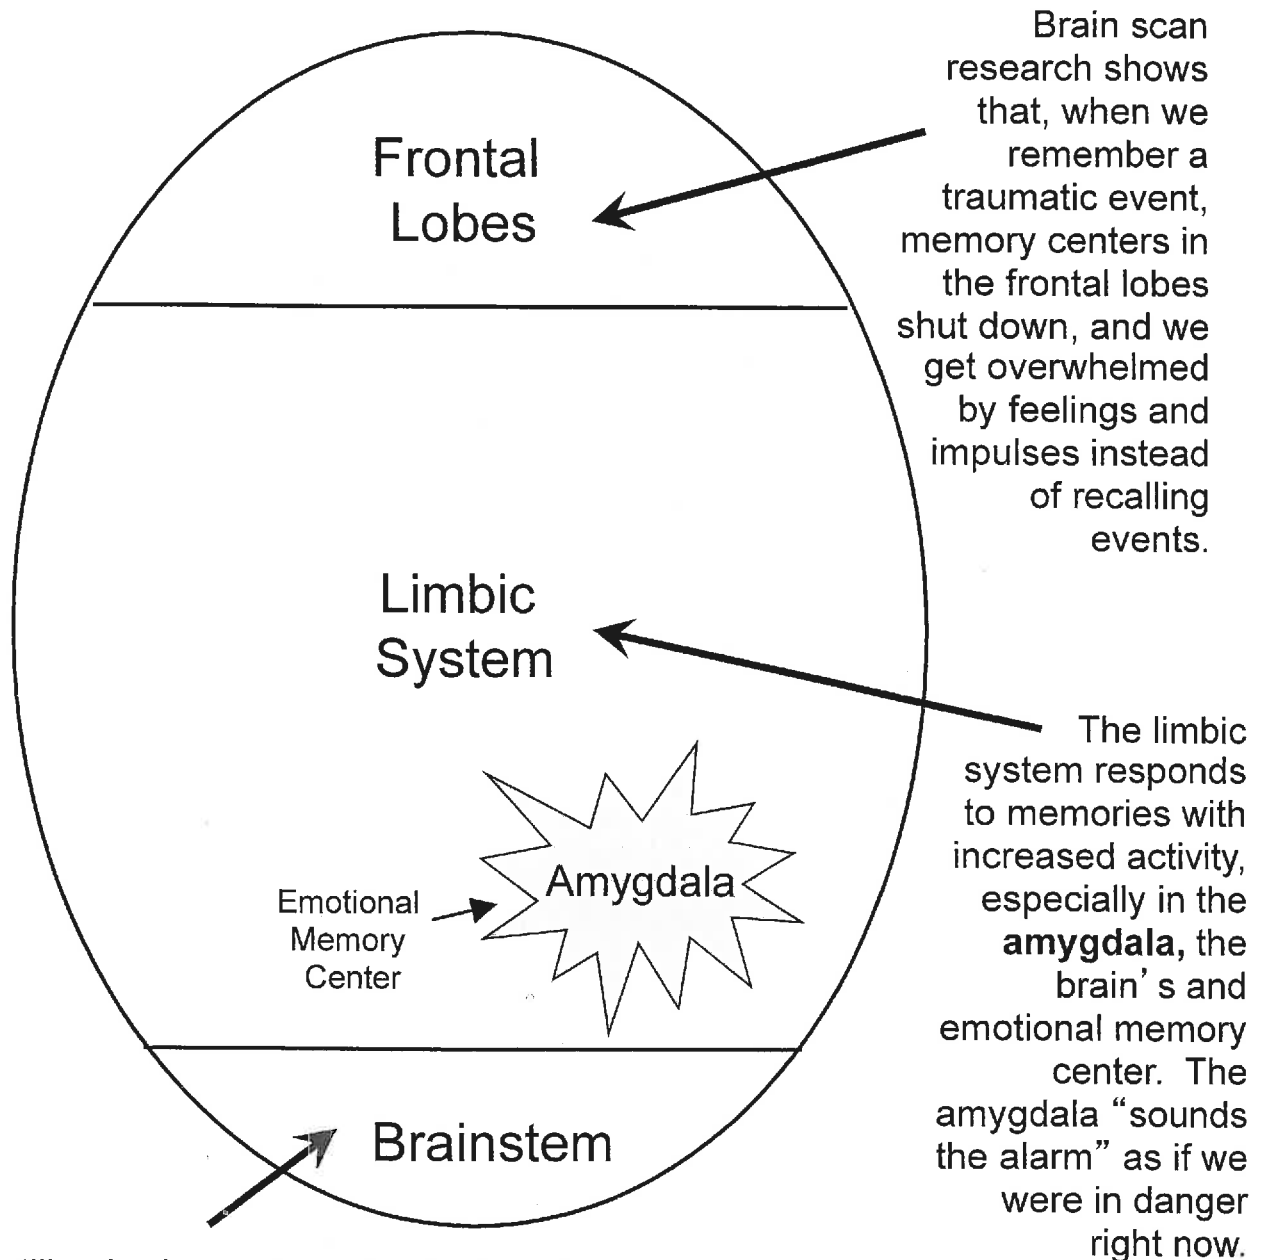 Brain scan
research shows
that, when we
remember a
traumatic event,
memory centers in
the frontal lobes
shut down, and we
get overwhelmed
by feelings and
impulses instead
of recalling
events.
Frontal
Lobes
Limbic
System
The limbic
system responds
to memories with
increased activity,
especially in the
amygdala, the
brain’ s and
emotional memory
center. The
amygdala “sounds
the alarm” as if we
were in danger
right now.
Amygdala
Emotional
Memory
Center
Brainstem